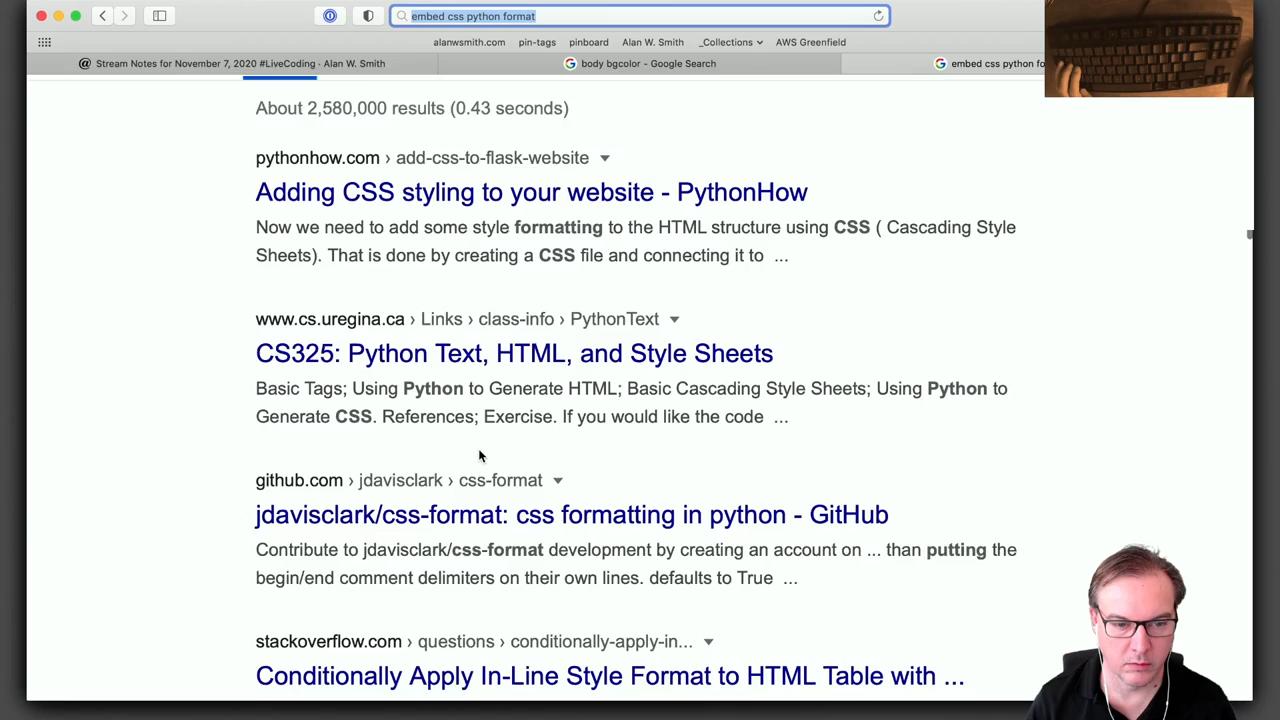 embed css python format
alanwsmith.com pin-tags pinboard Alan W. Smith _Collections AWS Greenfield
Stream Notes for November 7, 2020 #LiveCoding · Alan W. Smith
body bgcolor - Google Search
embed css python fo
About 2,580,000 results (0.43 seconds)
pythonhow.com › add-css-to-flask-website
Adding CSS styling to your website - PythonHow
Now we need to add some style formatting to the HTML structure using CSS ( Cascading Style
Sheets). That is done by creating a CSS file and connecting it to ...
www.cs.uregina.ca › Links › class-info › PythonText
CS325: Python Text, HTML, and Style Sheets
Basic Tags; Using Python to Generate HTML; Basic Cascading Style Sheets; Using Python to
Generate CSS. References; Exercise. If you would like the code ...
github.com › jdavisclark › css-format
jdavisclark/css-format: css formatting in python - GitHub
Contribute to jdavisclark/css-format development by creating an account on ... than putting the
begin/end comment delimiters on their own lines. defaults to True ...
stackoverflow.com › questions › conditionally-apply-in...
Conditionally Apply In-Line Style Format to HTML Table with ...